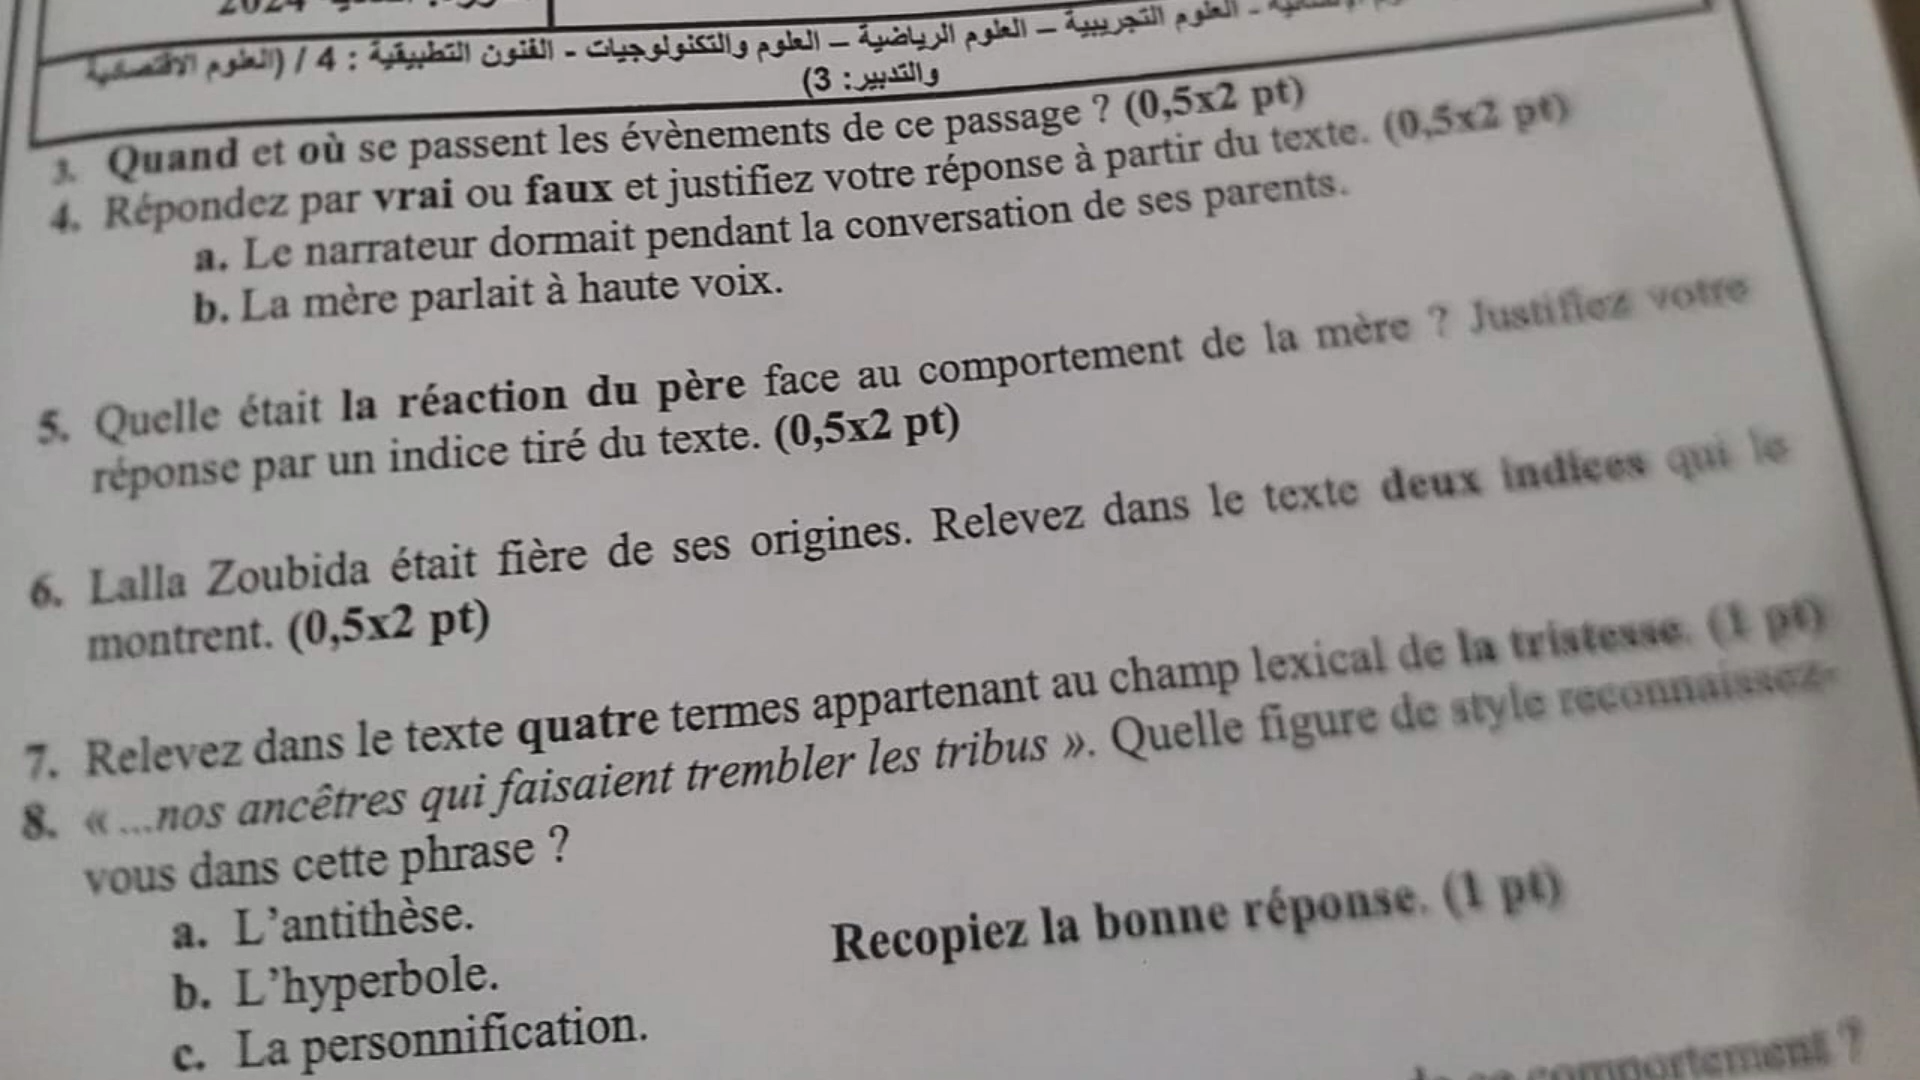 2024
العلوم التجريبية – العلوم الرياضية – العلوم والتكنولوجيات - الفنون التطبيقية : 4 / (العلوم الاقتصادية
والتدبير: 3)
3. Quand et où se passent les évènements de ce passage ? (0,5x2 pt)
4. Répondez par vrai ou faux et justifiez votre réponse à partir du texte. (0,5x2 pt)
a. Le narrateur dormait pendant la conversation de ses parents.
b. La mère parlait à haute voix.
5. Quelle était la réaction du père face au comportement de la mère ? Justifiez votre
réponse par un indice tiré du texte. (0,5x2 pt)
6. Lalla Zoubida était fière de ses origines. Relevez dans le texte deux indices qui le
montrent. (0,5x2 pt)
7. Relevez dans le texte quatre termes appartenant au champ lexical de la tristesse. (1 pt)
8. « ...nos ancêtres qui faisaient trembler les tribus ». Quelle figure de style reconnaissez-
vous dans cette phrase ?
a. L'antithèse.
b. L'hyperbole.
Recopiez la bonne réponse. (1 pt)
c. La personnification.
comportement ?